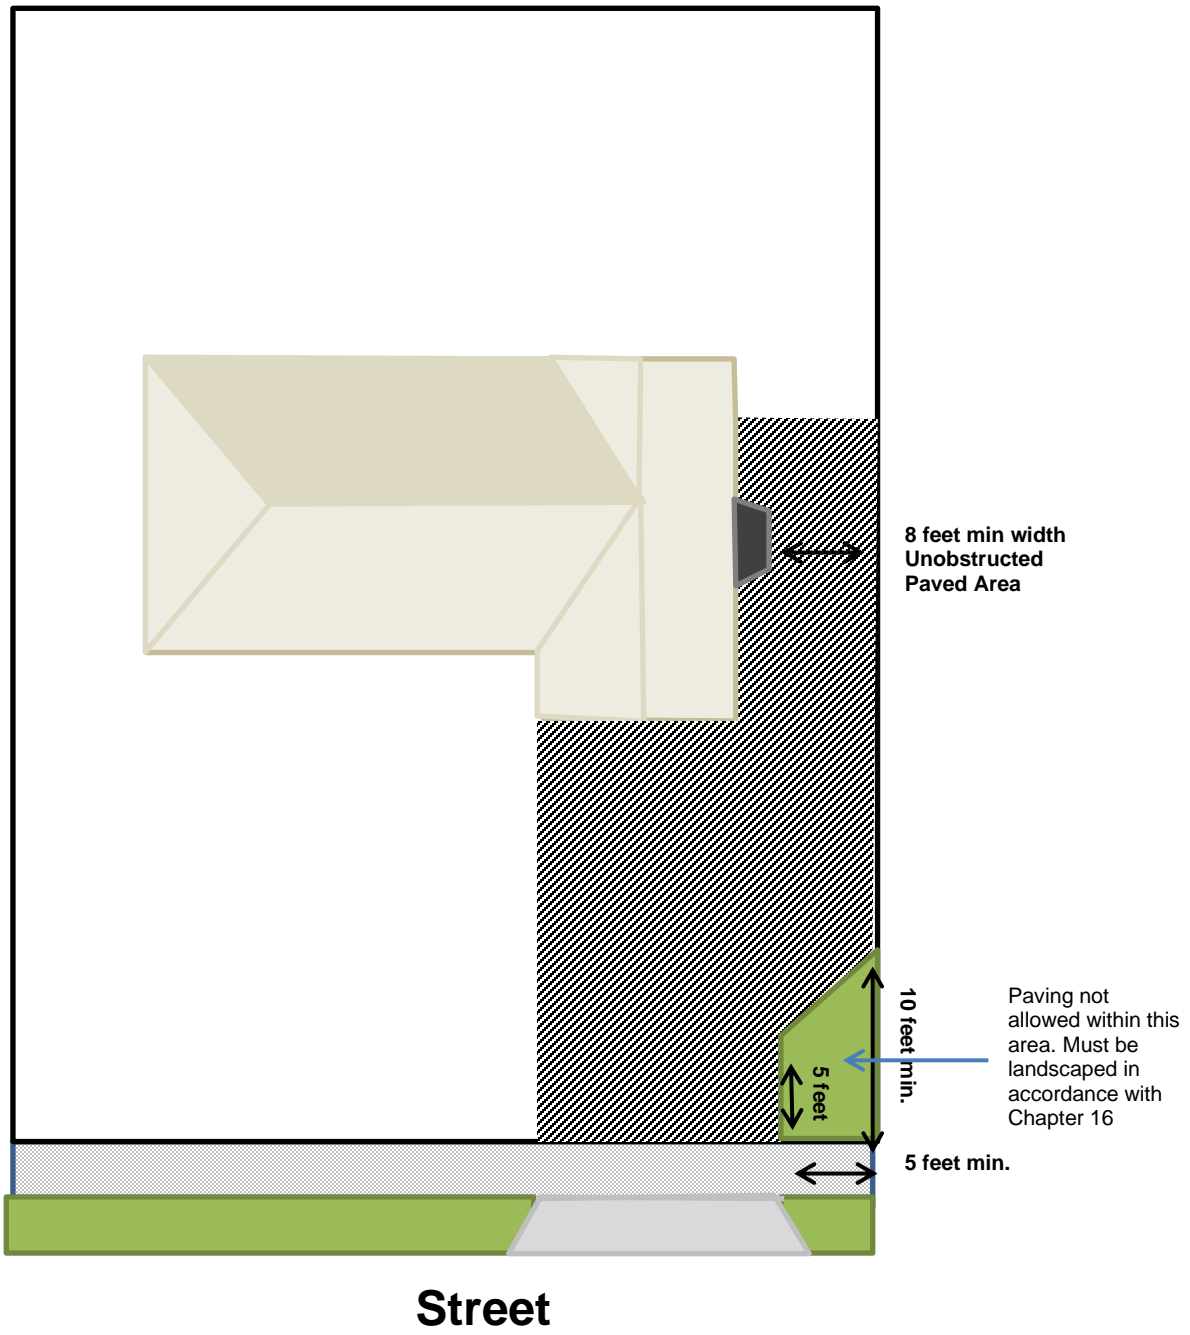 8 feet min width
Unobstructed
Paved Area
10 feet min.
5 feet
Paving not
allowed within this
area. Must be
landscaped in
accordance with
Chapter 16
5 feet min.
Street